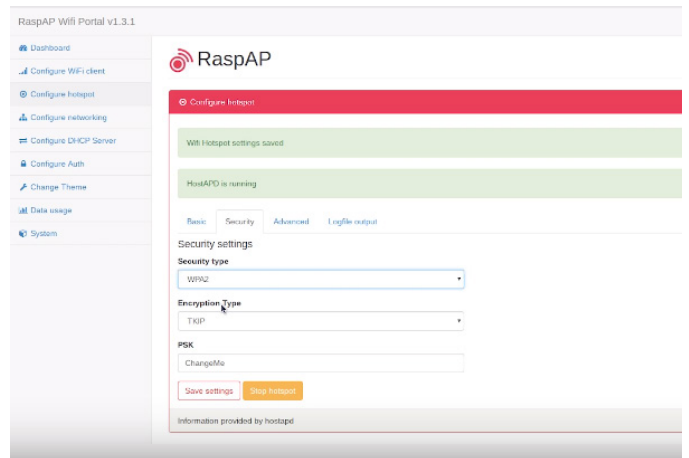 RaspAP Wifi Portal v1.3.1
Dashboard
Configure WiFi client
Configure hotspot
Configure networking
Configure DHCP Server
Configure Auth
Change Theme
Data usage
System
RaspAP
Configure hotspot
Wifi Hotspot settings saved
HostAPD is running
Basic Security Advanced Logfile output
Security settings
Security type
WPA2
Encryption Type
TKIP
PSK
ChangeMe
Save settings Stop hotspot
Information provided by hostapd